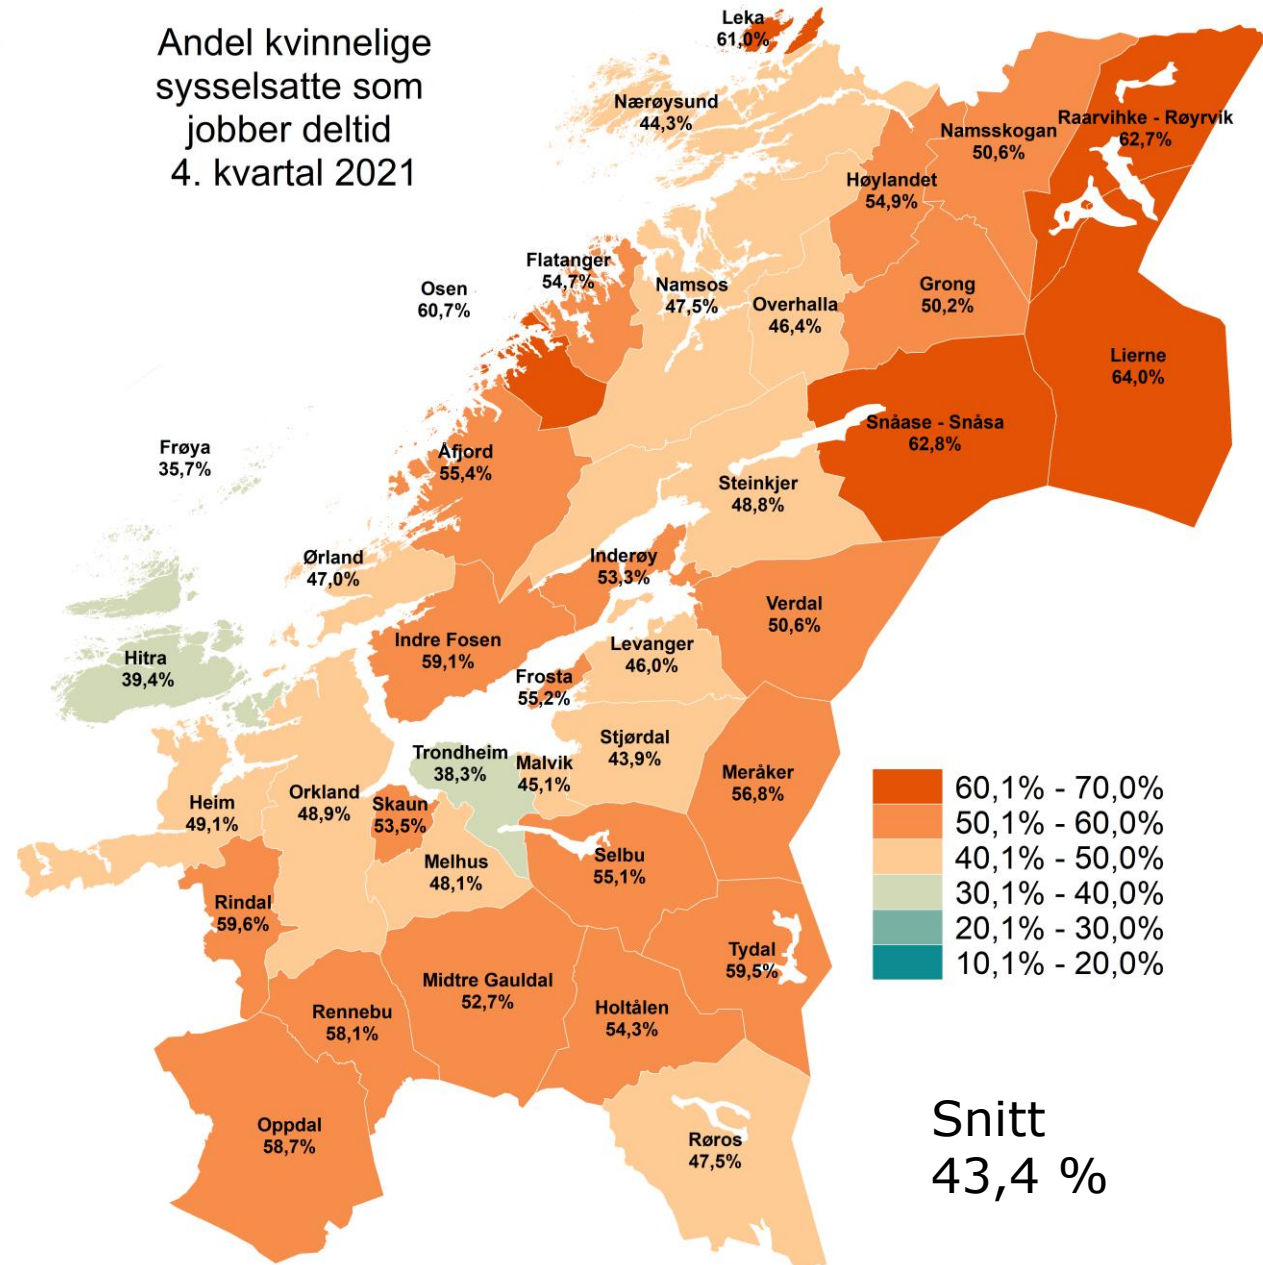 Andel kvinnelige
sysselsatte som
jobber deltid
4. kvartal 2021
Leka
61,0%
Nærøysund
44,3%
Raarvihke - Røyrvik
62,7%
Namsskogan
50,6%
Høylandet
54,9%
Flatanger
54,7%
Osen
60,7%
Namsos
47,5%
Overhalla
46,4%
Grong
50,2%
Lierne
64,0%
Snåase - Snåsa
62,8%
Frøya
35,7%
Åfjord
55,4%
Steinkjer
48,8%
Ørland
47,0%
Inderøy
53,3%
Verdal
50,6%
Indre Fosen
59,1%
Levanger
46,0%
Hitra
39,4%
Frosta
55,2%
Stjørdal
43,9%
Trondheim
38,3%
Malvik
45,1%
Meråker
56,8%
Heim
49,1%
Orkland
48,9%
Skaun
53,5%
Melhus
48,1%
Selbu
55,1%
Rindal
59,6%
Tydal
59,5%
Midtre Gauldal
52,7%
Rennebu
58,1%
Holtålen
54,3%
Oppdal
58,7%
Røros
47,5%
60,1% - 70,0%
50,1% - 60,0%
40,1% - 50,0%
30,1% - 40,0%
20,1% - 30,0%
10,1% - 20,0%
Snitt
43,4 %